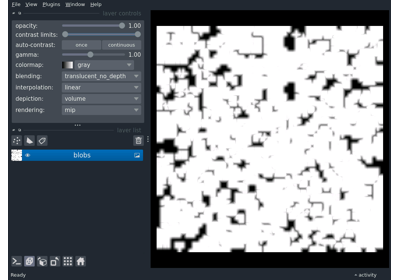 File View Plugins Window Help
layer controls
opacity: 1.00
contrast limits:
auto-contrast: once continuous
gamma: 1.00
colormap: gray
blending: translucent_no_depth
interpolation: linear
depiction: volume
rendering: mip
layer list
blobs
Ready activity